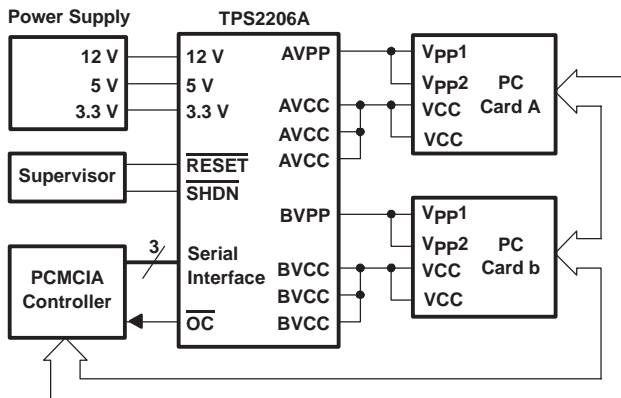 Power Supply
TPS2206A
12 V
5 V
3.3 V
12 V
5 V
3.3 V
AVPP
AVCC
AVCC
AVCC
VPP1
VPP2
VCC
VCC
PC
Card A
Supervisor
RESET
SHDN
BVPP
BVCC
BVCC
BVCC
VPP1
VPP2
VCC
VCC
PC
Card b
PCMCIA
Controller
3
Serial
Interface
OC